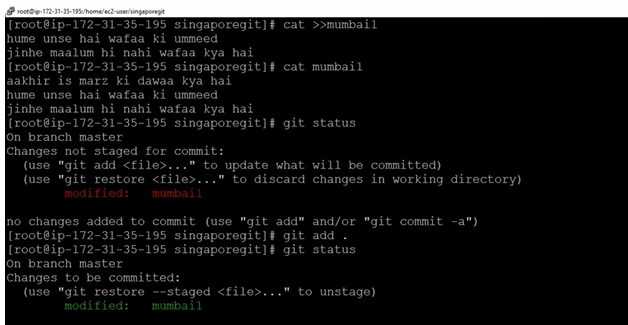 root@ip-172-31-35-195:/home/ec2-user/singaporegit
[root@ip-172-31-35-195 singaporegit]# cat >>mumbai1
hume unse hai wafaa ki ummeed
jinhe maalum hi nahi wafaa kya hai
[root@ip-172-31-35-195 singaporegit]# cat mumbai1
aakhir is marz ki dawaa kya hai
hume unse hai wafaa ki ummeed
jinhe maalum hi nahi wafaa kya hai
[root@ip-172-31-35-195 singaporegit]# git status
On branch master
Changes not staged for commit:
  (use "git add <file>..." to update what will be committed)
  (use "git restore <file>..." to discard changes in working directory)
        modified:   mumbai1
no changes added to commit (use "git add" and/or "git commit -a")
[root@ip-172-31-35-195 singaporegit]# git add .
[root@ip-172-31-35-195 singaporegit]# git status
On branch master
Changes to be committed:
  (use "git restore --staged <file>..." to unstage)
        modified:   mumbai1